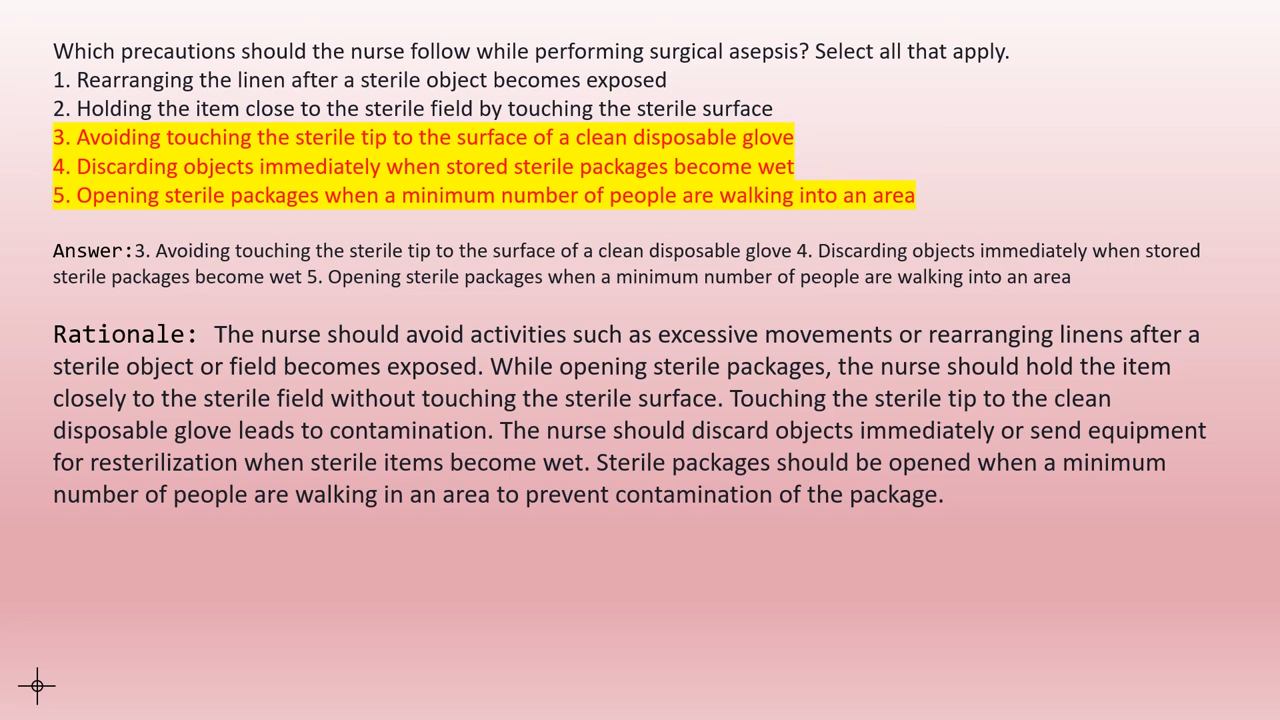 Which precautions should the nurse follow while performing surgical asepsis? Select all that apply.
1. Rearranging the linen after a sterile object becomes exposed
2. Holding the item close to the sterile field by touching the sterile surface
3. Avoiding touching the sterile tip to the surface of a clean disposable glove
4. Discarding objects immediately when stored sterile packages become wet
5. Opening sterile packages when a minimum number of people are walking into an area
Answer:3. Avoiding touching the sterile tip to the surface of a clean disposable glove 4. Discarding objects immediately when stored
sterile packages become wet 5. Opening sterile packages when a minimum number of people are walking into an area
Rationale: The nurse should avoid activities such as excessive movements or rearranging linens after a
sterile object or field becomes exposed. While opening sterile packages, the nurse should hold the item
closely to the sterile field without touching the sterile surface. Touching the sterile tip to the clean
disposable glove leads to contamination. The nurse should discard objects immediately or send equipment
for resterilization when sterile items become wet. Sterile packages should be opened when a minimum
number of people are walking in an area to prevent contamination of the package.